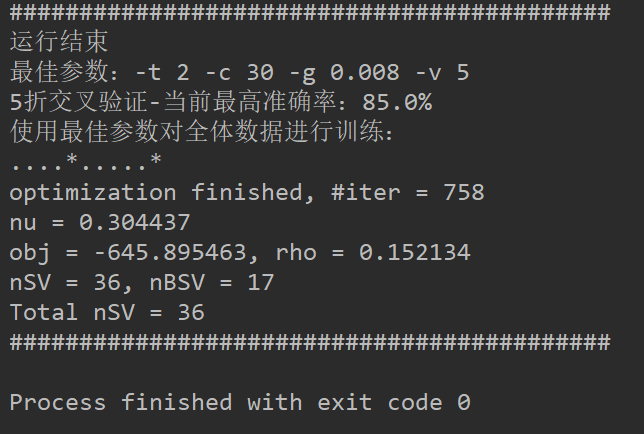 ###########################################
运行结束
最佳参数：-t 2 -c 30 -g 0.008 -v 5
5折交叉验证-当前最高准确率：85.0%
使用最佳参数对全体数据进行训练：
....*.....*
optimization finished, #iter = 758
nu = 0.304437
obj = -645.895463, rho = 0.152134
nSV = 36, nBSV = 17
Total nSV = 36
###########################################
Process finished with exit code 0